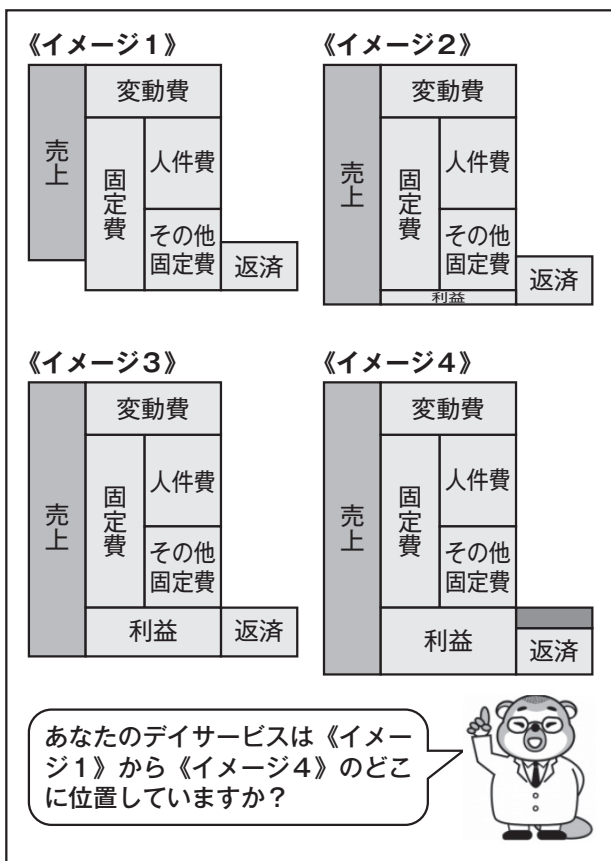 《イメージ1》
売上
変動費
固定費
人件費
その他
固定費
返済
《イメージ2》
売上
変動費
固定費
人件費
その他
固定費
利益
返済
《イメージ3》
売上
変動費
固定費
人件費
その他
固定費
利益
返済
《イメージ4》
売上
変動費
固定費
人件費
その他
固定費
利益
返済
あなたのデイサービスは《イメー
ジ1》から《イメージ4》のどこ
に位置していますか？